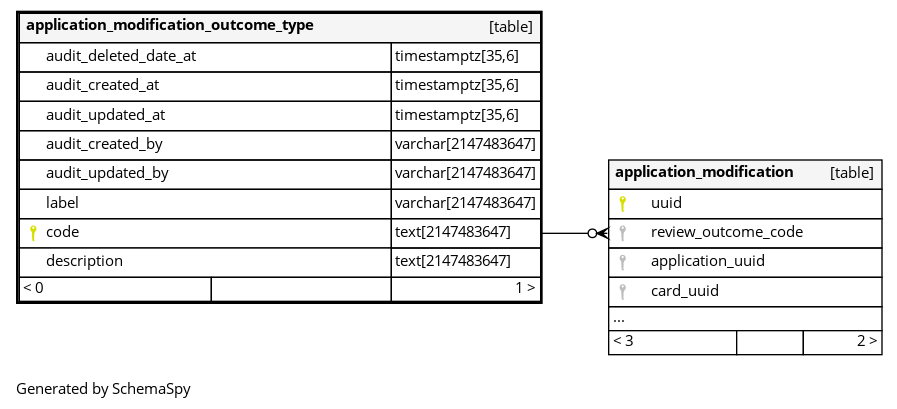 application_modification_outcome_type [table]
audit_deleted_date_at timestamptz[35,6]
audit_created_at timestamptz[35,6]
audit_updated_at timestamptz[35,6]
audit_created_by varchar[2147483647]
audit_updated_by varchar[2147483647]
label varchar[2147483647]
code text[2147483647]
description text[2147483647]
< 0 1 >
application_modification [table]
uuid
review_outcome_code
application_uuid
card_uuid
...
< 3 2 >
Generated by SchemaSpy